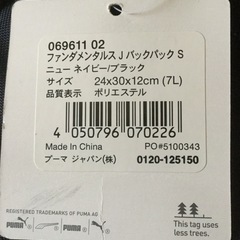 069611 02
ファンダメンタルス J バックパック S
ニュー ネイビー/ブラック
サイズ 24x30x12cm (7L)
品質表示 ポリエステル
4 050796 070226
Made In China PO#5100343
プーマ ジャパン(株) 0120-125150
REGISTERED TRADEMARKS OF PUMA AG
This tag uses
less trees.
PUMA PUMA